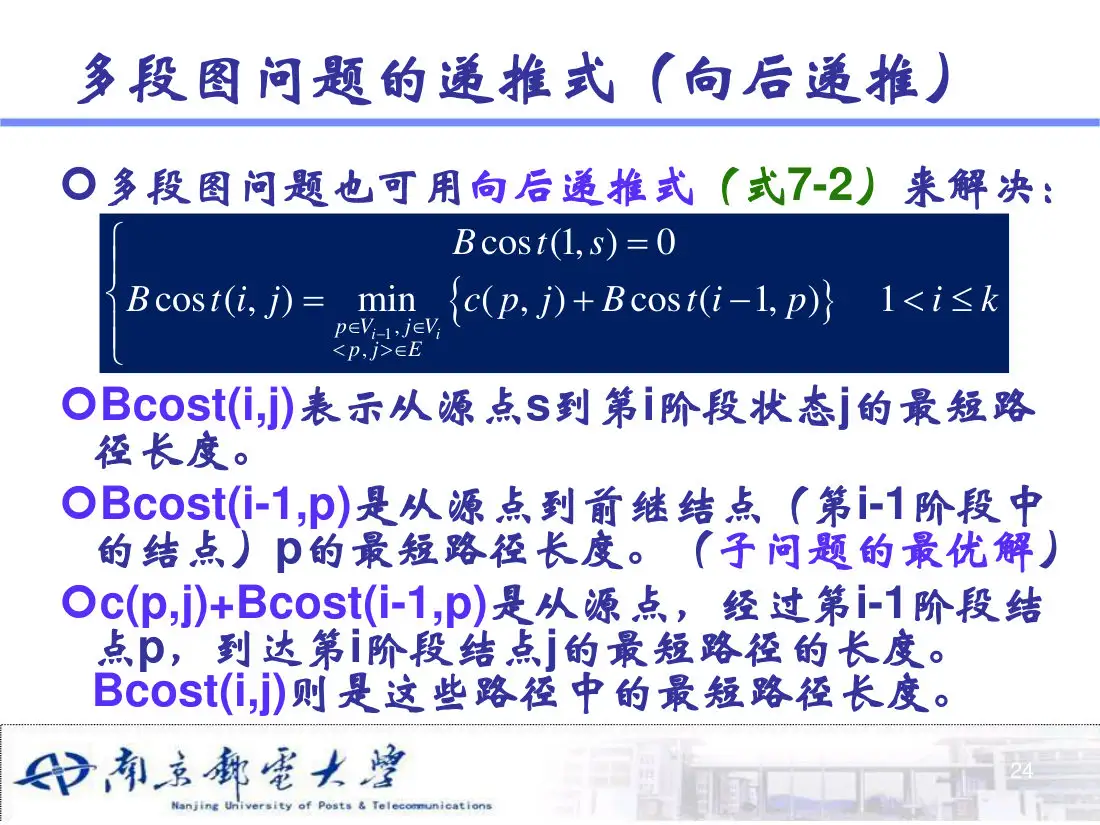 多段图问题的递推式（向后递推）
多段图问题也可用向后递推式（式7-2）来解决：
Bcost(1, s) = 0
Bcost(i, j) = min {c(p, j) + Bcost(i−1, p)} 1 < i ≤ k
p∈Vi−1, j∈Vi
<p, j>∈E
Bcost(i,j)表示从源点s到第i阶段状态j的最短路
径长度。
Bcost(i-1,p)是从源点到前继结点（第i-1阶段中
的结点）p的最短路径长度。（子问题的最优解）
c(p,j)+Bcost(i-1,p)是从源点，经过第i-1阶段结
点p，到达第i阶段结点j的最短路径的长度。
Bcost(i,j)则是这些路径中的最短路径长度。
南京邮電大学
Nanjing University of Posts & Telecommunications
24